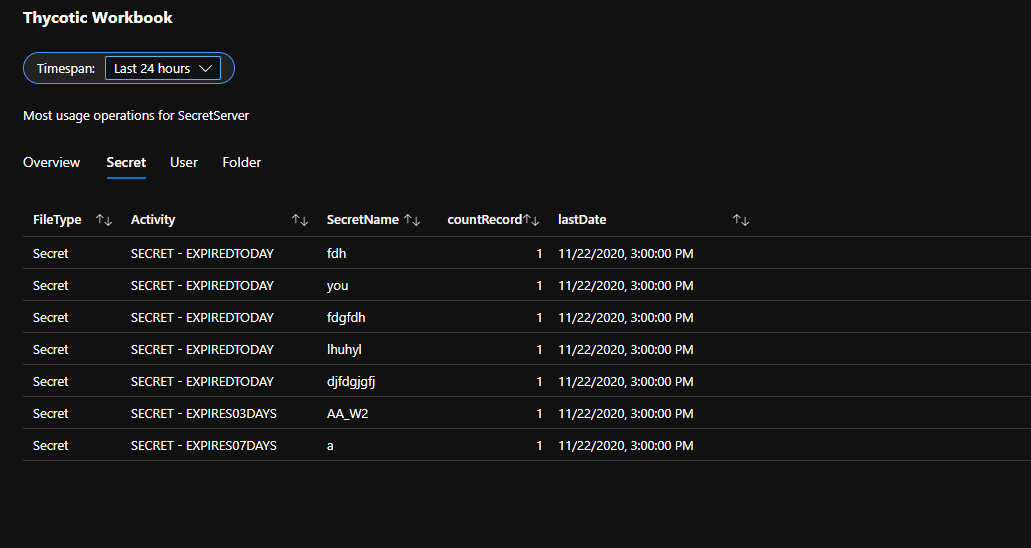 Thycotic Workbook
Timespan: Last 24 hours
Most usage operations for SecretServer
Overview Secret User Folder
FileType Activity SecretName countRecord lastDate
Secret SECRET - EXPIREDTODAY fdh 1 11/22/2020, 3:00:00 PM
Secret SECRET - EXPIREDTODAY you 1 11/22/2020, 3:00:00 PM
Secret SECRET - EXPIREDTODAY fdgfdh 1 11/22/2020, 3:00:00 PM
Secret SECRET - EXPIREDTODAY lhuhyl 1 11/22/2020, 3:00:00 PM
Secret SECRET - EXPIREDTODAY djfdgjgfj 1 11/22/2020, 3:00:00 PM
Secret SECRET - EXPIRES03DAYS AA_W2 1 11/22/2020, 3:00:00 PM
Secret SECRET - EXPIRES07DAYS a 1 11/22/2020, 3:00:00 PM